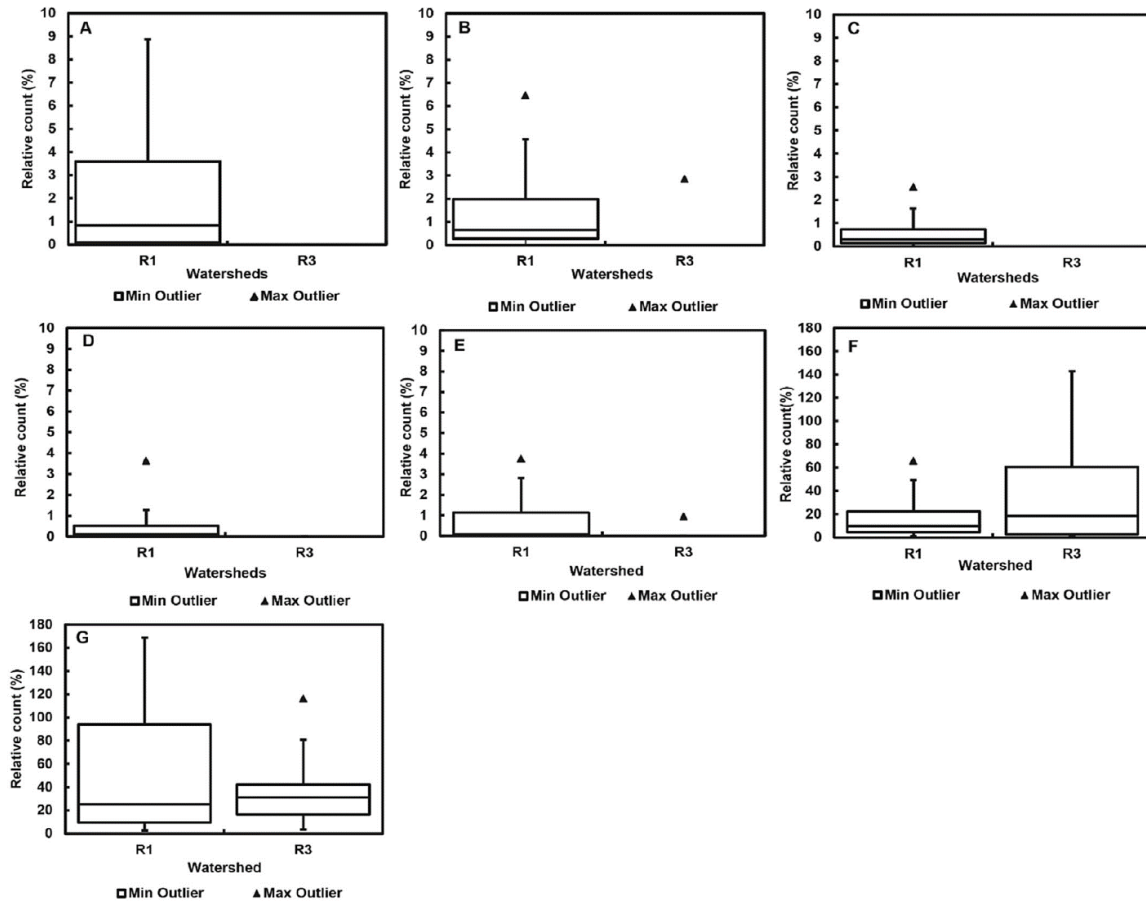 A
Relative count (%)
10
9
8
7
6
5
4
3
2
1
0
R1 R3
Watersheds
Min Outlier Max Outlier
B
Relative count (%)
10
9
8
7
6
5
4
3
2
1
0
R1 R3
Watersheds
Min Outlier Max Outlier
C
Relative count (%)
10
9
8
7
6
5
4
3
2
1
0
R1 R3
Watersheds
Min Outlier Max Outlier
D
Relative count (%)
10
9
8
7
6
5
4
3
2
1
0
R1 R3
Watersheds
Min Outlier Max Outlier
E
Relative count (%)
10
9
8
7
6
5
4
3
2
1
0
R1 R3
Watershed
Min Outlier Max Outlier
F
Relative count(%)
180
160
140
120
100
80
60
40
20
0
R1 R3
Watershed
Min Outlier Max Outlier
G
Relative count (%)
180
160
140
120
100
80
60
40
20
0
R1 R3
Watershed
Min Outlier Max Outlier